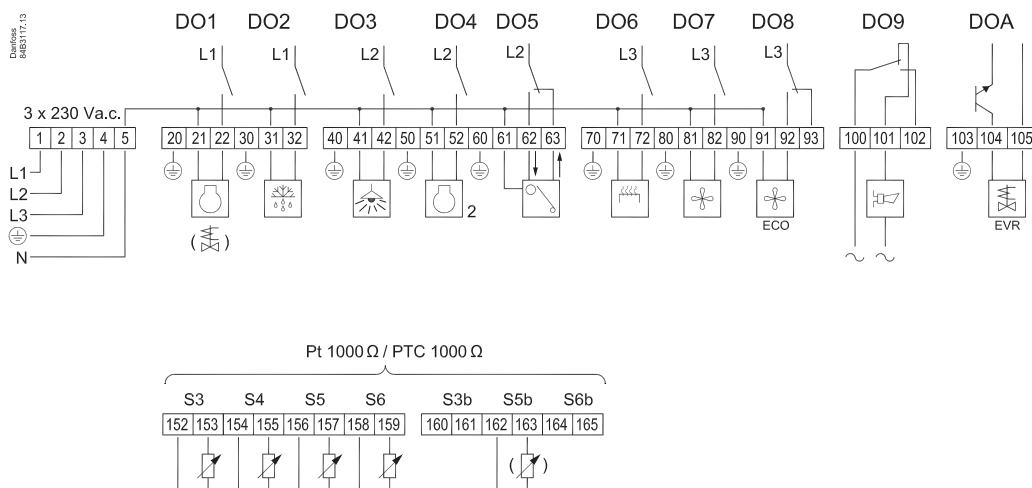 Danfoss
84B3117.13
DO1 DO2 DO3 DO4 DO5 DO6 DO7 DO8 DO9 DOA
L1 L1 L2 L2 L2 L3 L3 L3
3 x 230 Va.c.
1 2 3 4 5 20 21 22 30 31 32 40 41 42 50 51 52 60 61 62 63 70 71 72 80 81 82 90 91 92 93 100 101 102 103 104 105
L1
L2
L3
N
2
( )
ECO
EVR
Pt 1000 Ω / PTC 1000 Ω
S3 S4 S5 S6 S3b S5b S6b
152 153 154 155 156 157 158 159 160 161 162 163 164 165
( )